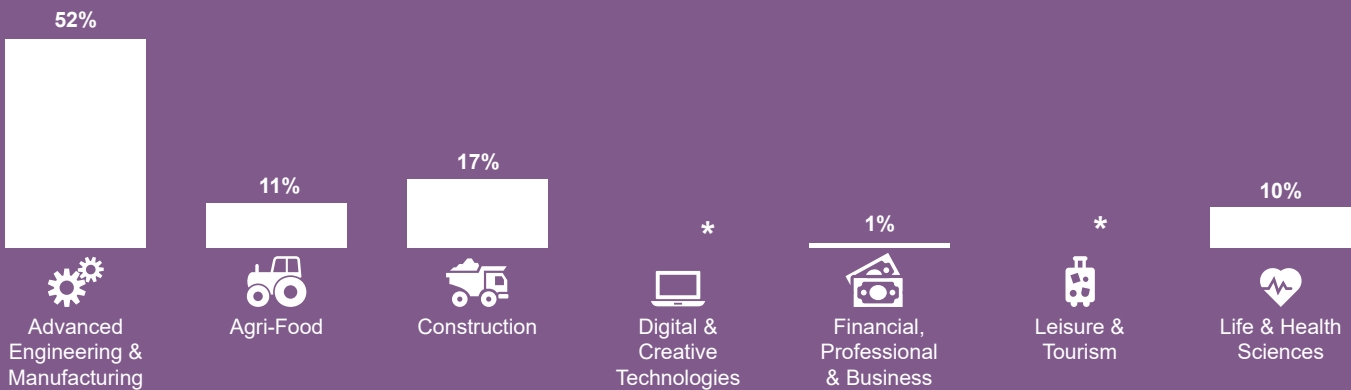 52%
11%
17%
*
1%
*
10%
Advanced
Engineering &
Manufacturing
Agri-Food
Construction
Digital &
Creative
Technologies
Financial,
Professional
& Business
Leisure &
Tourism
Life & Health
Sciences